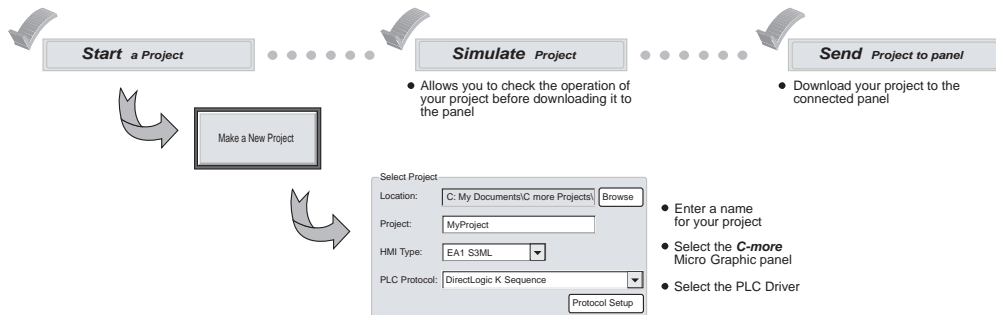 Start a Project
Simulate Project
Send Project to panel
Allows you to check the operation of
your project before downloading it to
the panel
Download your project to the
connected panel
Make a New Project
Select Project
Location: C: My Documents\C more Projects\ Browse
Project: MyProject
HMI Type: EA1 S3ML
PLC Protocol: DirectLogic K Sequence
Protocol Setup
Enter a name
for your project
Select the C-more
Micro Graphic panel
Select the PLC Driver